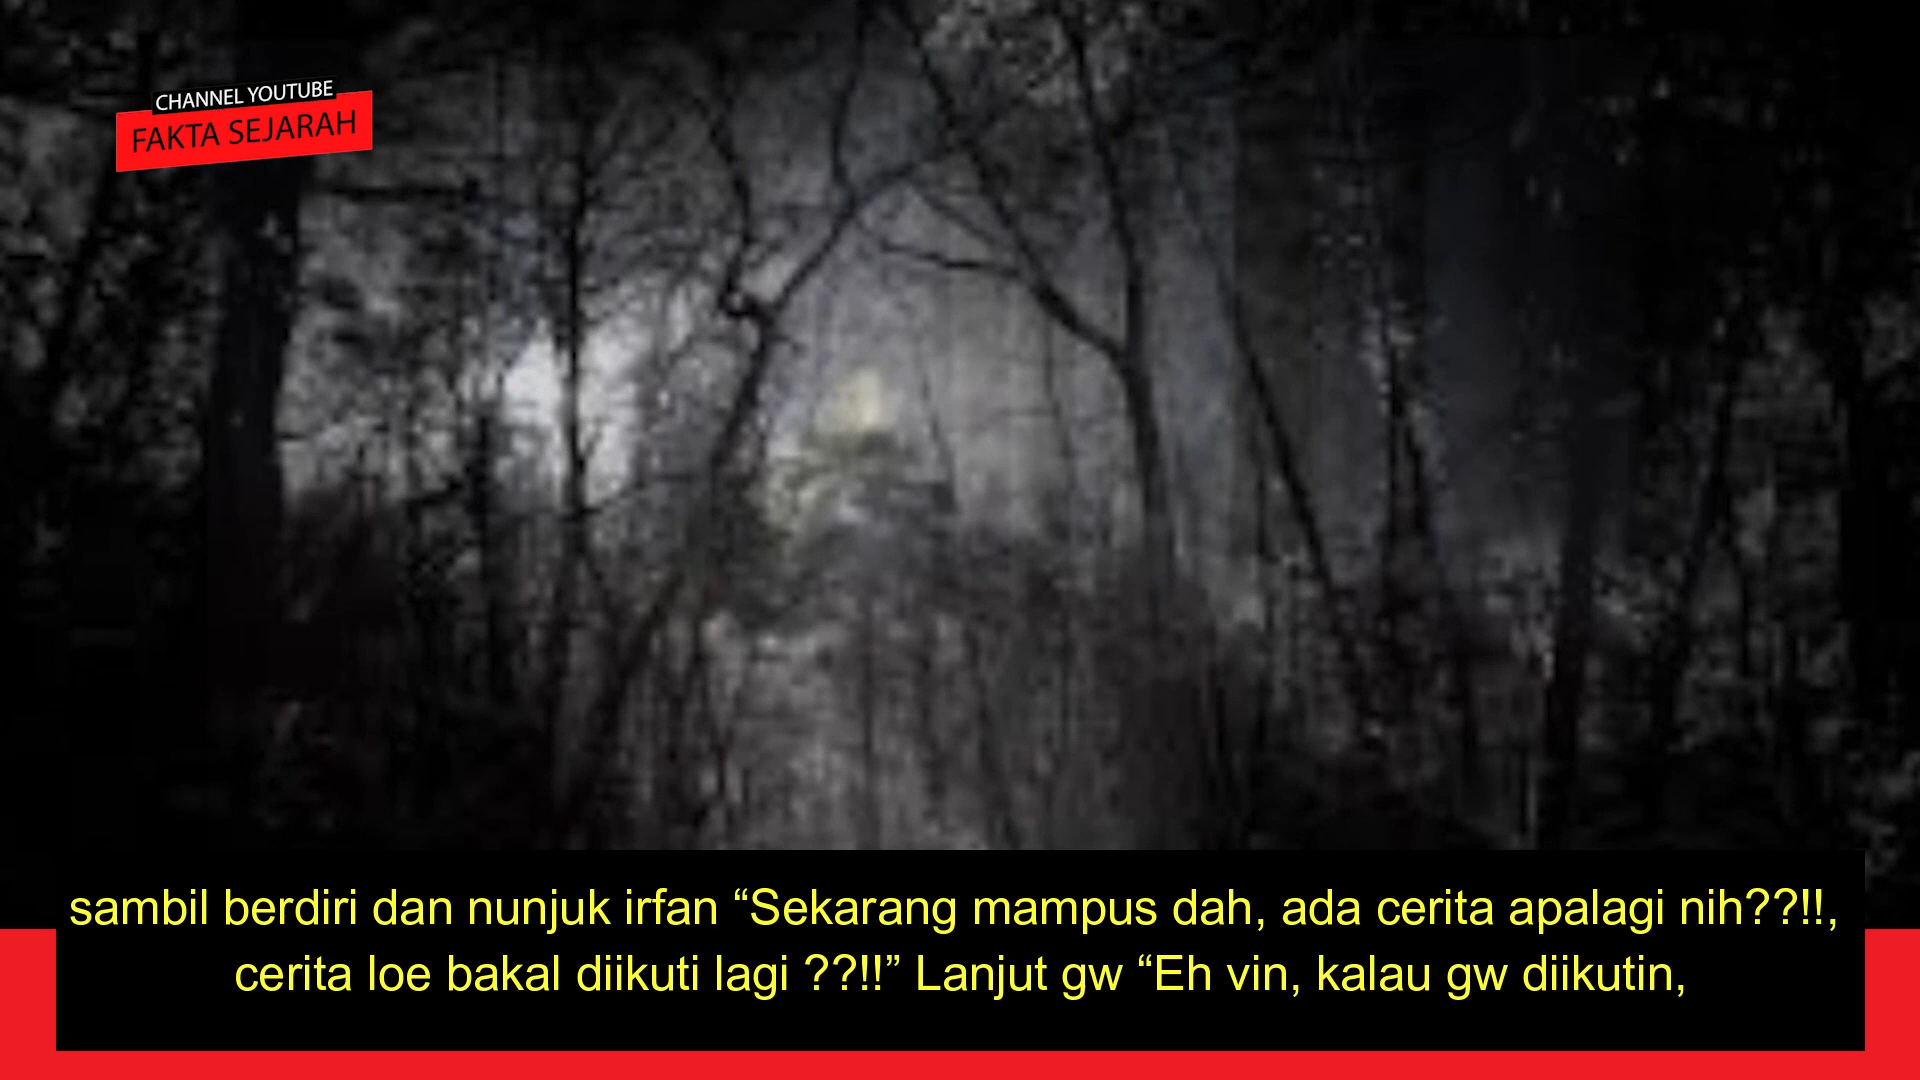 CHANNEL YOUTUBE
FAKTA SEJARAH
sambil berdiri dan nunjuk irfan “Sekarang mampus dah, ada cerita apalagi nih??!!,
cerita loe bakal diikuti lagi ??!!” Lanjut gw “Eh vin, kalau gw diikutin,